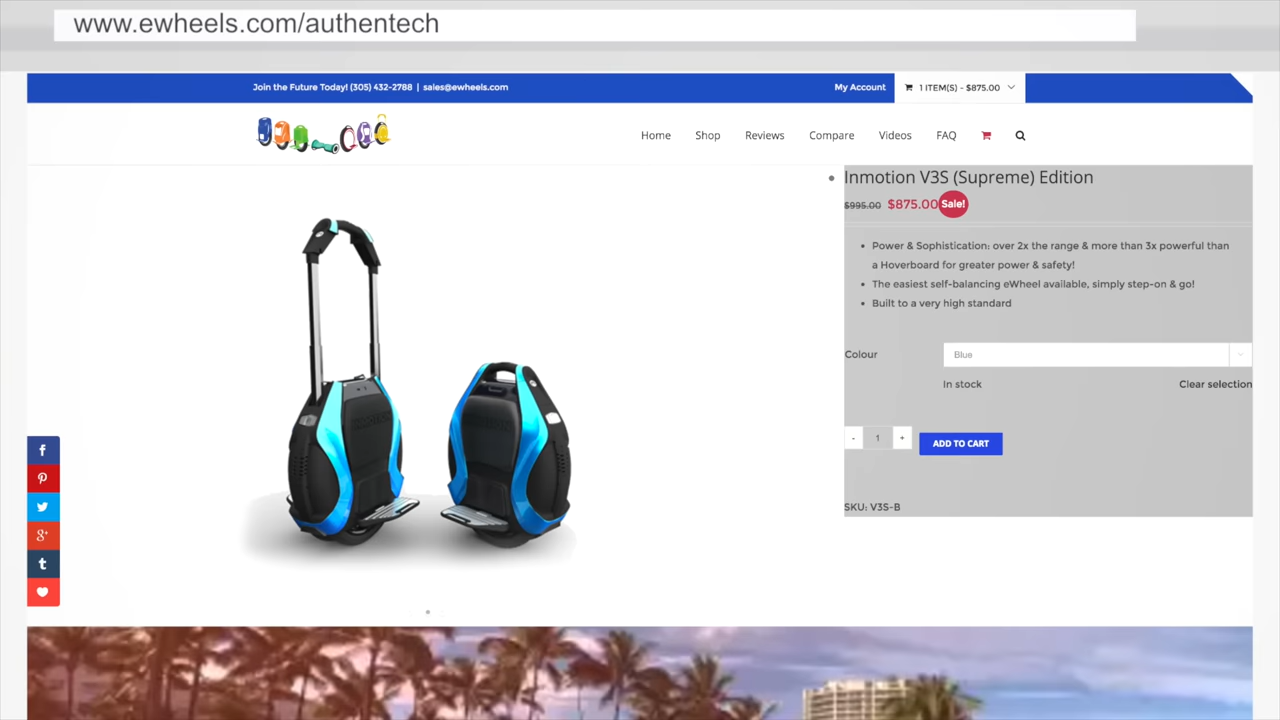 www.ewheels.com/authentech
Join the Future Today! (305) 432-2788 | sales@ewheels.com
My Account
1 ITEM(S) - $875.00
Home Shop Reviews Compare Videos FAQ
Inmotion V3S (Supreme) Edition
$995.00 $875.00 Sale!
Power & Sophistication: over 2x the range & more than 3x powerful than
a Hoverboard for greater power & safety!
The easiest self-balancing eWheel available, simply step-on & go!
Built to a very high standard
Colour Blue
In stock Clear selection
- 1 + ADD TO CART
SKU: V3S-B